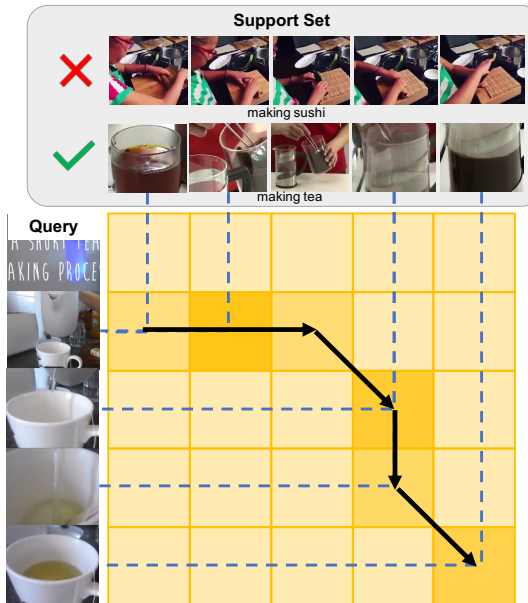 Support Set
making sushi
making tea
Query
A SHORT TEA
AKING PROCE